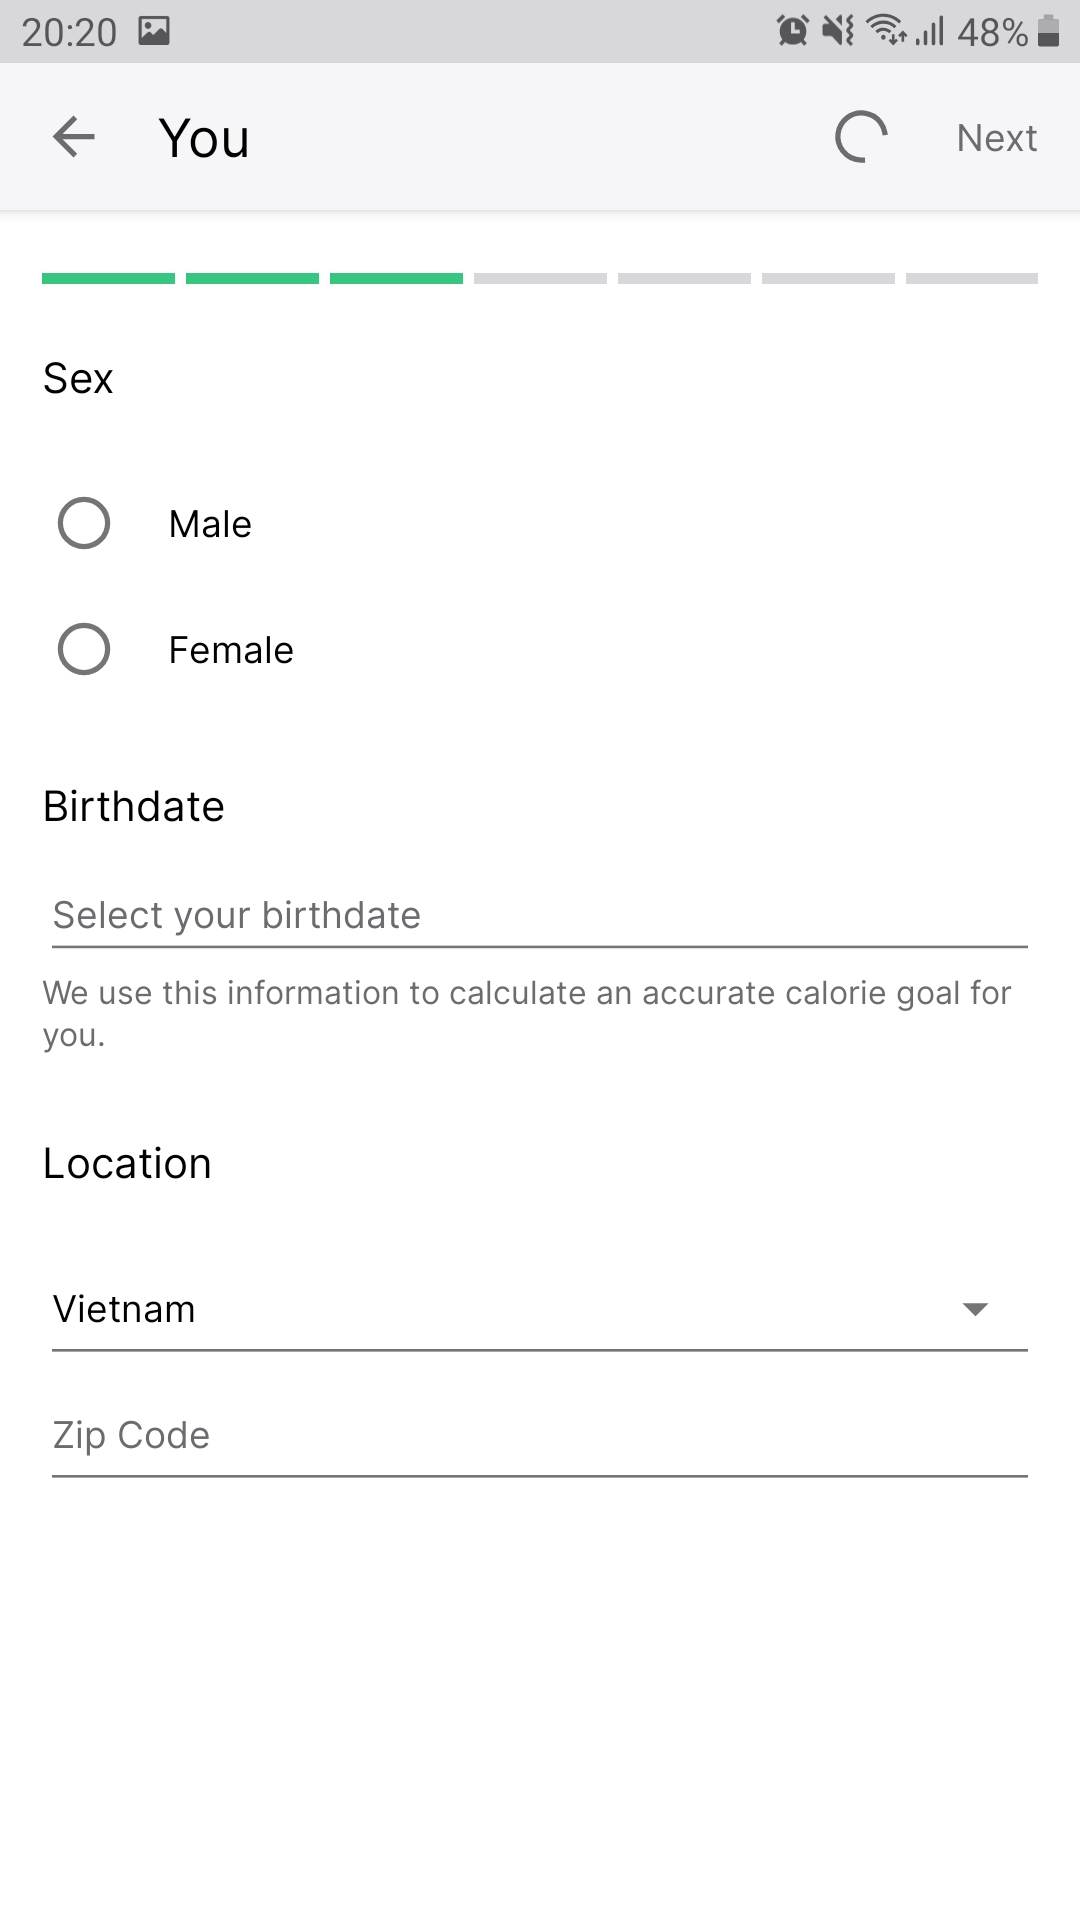 20:20 48%
You Next
Sex
Male
Female
Birthdate
Select your birthdate
We use this information to calculate an accurate calorie goal for
you.
Location
Vietnam
Zip Code